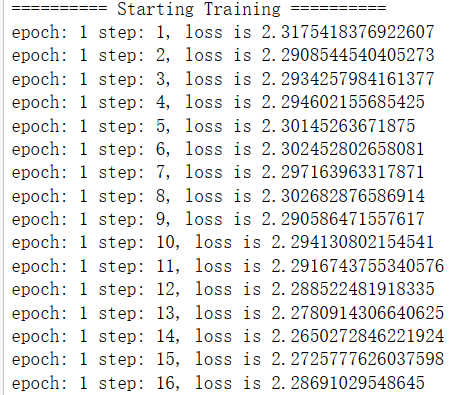 ========== Starting Training ==========
epoch: 1 step: 1, loss is 2.3175418376922607
epoch: 1 step: 2, loss is 2.2908544540405273
epoch: 1 step: 3, loss is 2.2934257984161377
epoch: 1 step: 4, loss is 2.294602155685425
epoch: 1 step: 5, loss is 2.30145263671875
epoch: 1 step: 6, loss is 2.302452802658081
epoch: 1 step: 7, loss is 2.297163963317871
epoch: 1 step: 8, loss is 2.302682876586914
epoch: 1 step: 9, loss is 2.290586471557617
epoch: 1 step: 10, loss is 2.294130802154541
epoch: 1 step: 11, loss is 2.2916743755340576
epoch: 1 step: 12, loss is 2.288522481918335
epoch: 1 step: 13, loss is 2.2780914306640625
epoch: 1 step: 14, loss is 2.2650272846221924
epoch: 1 step: 15, loss is 2.2725777626037598
epoch: 1 step: 16, loss is 2.28691029548645